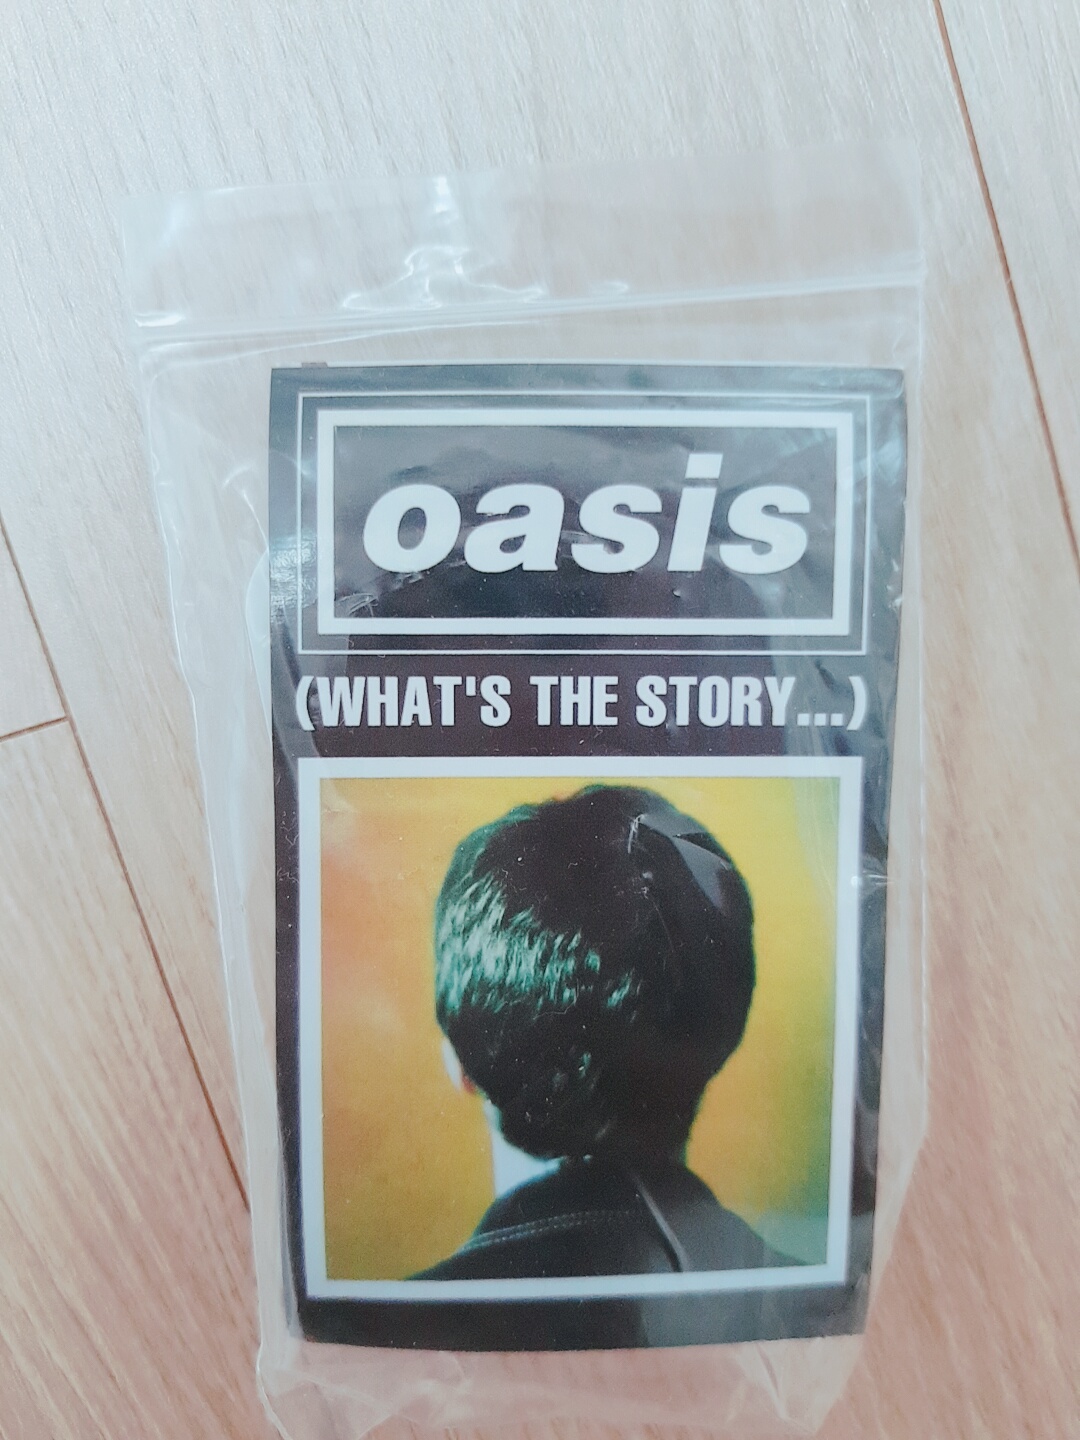 oasis
(WHAT'S THE STORY...)